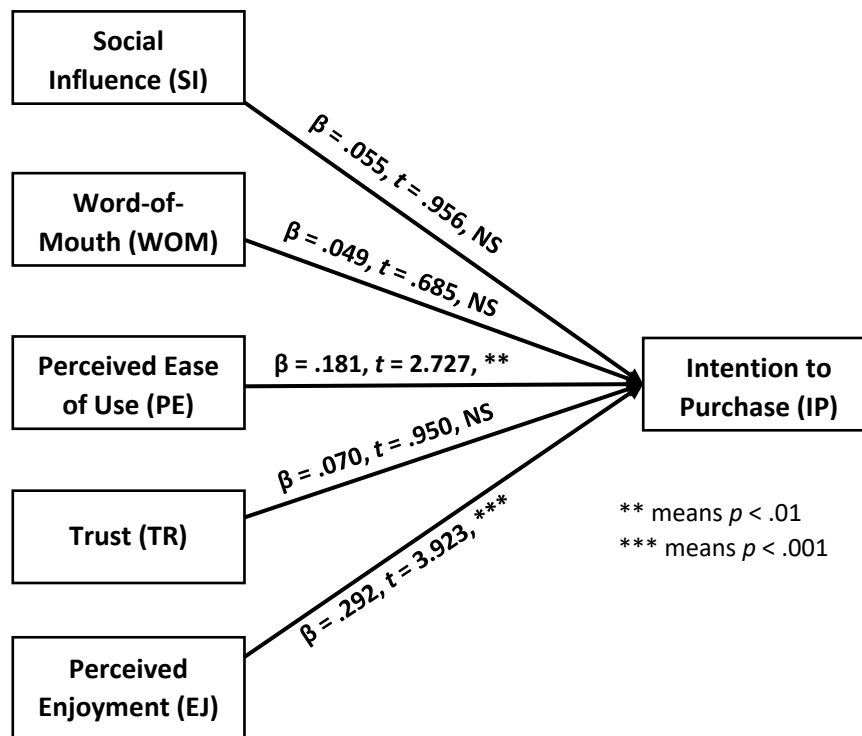 Social
Influence (SI)
β = .055, t = .956, NS
Word-of-
Mouth (WOM)
β = .049, t = .685, NS
Perceived Ease
of Use (PE)
β = .181, t = 2.727, **
Intention to
Purchase (IP)
β = .070, t = .950, NS
Trust (TR)
** means p < .01
*** means p < .001
β = .292, t = 3.923, ***
Perceived
Enjoyment (EJ)